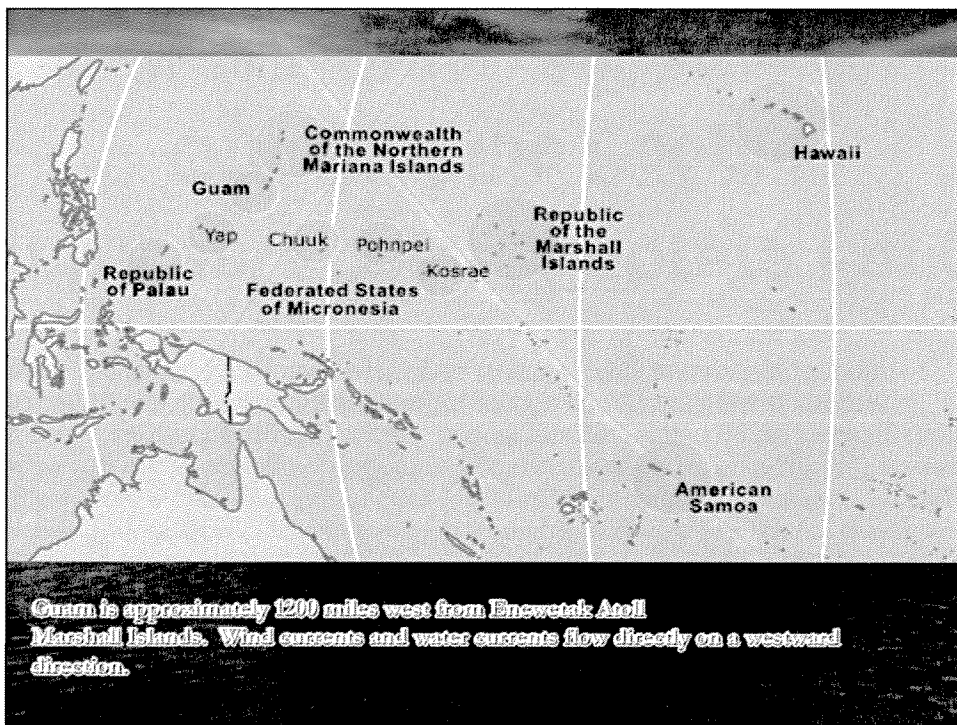 Commonwealth
of the Northern
Mariana Islands
Hawaii
Guam
Republic
of the
Marshall
Islands
Yap
Chuuk
Pohnpei
Kosrae
Republic
of Palau
Federated States
of Micronesia
American
Samoa
Guam is approximately 1200 miles west from Enewetak Atoll
Marshall Islands. Wind currents and water currents flow directly on a westward
direction.